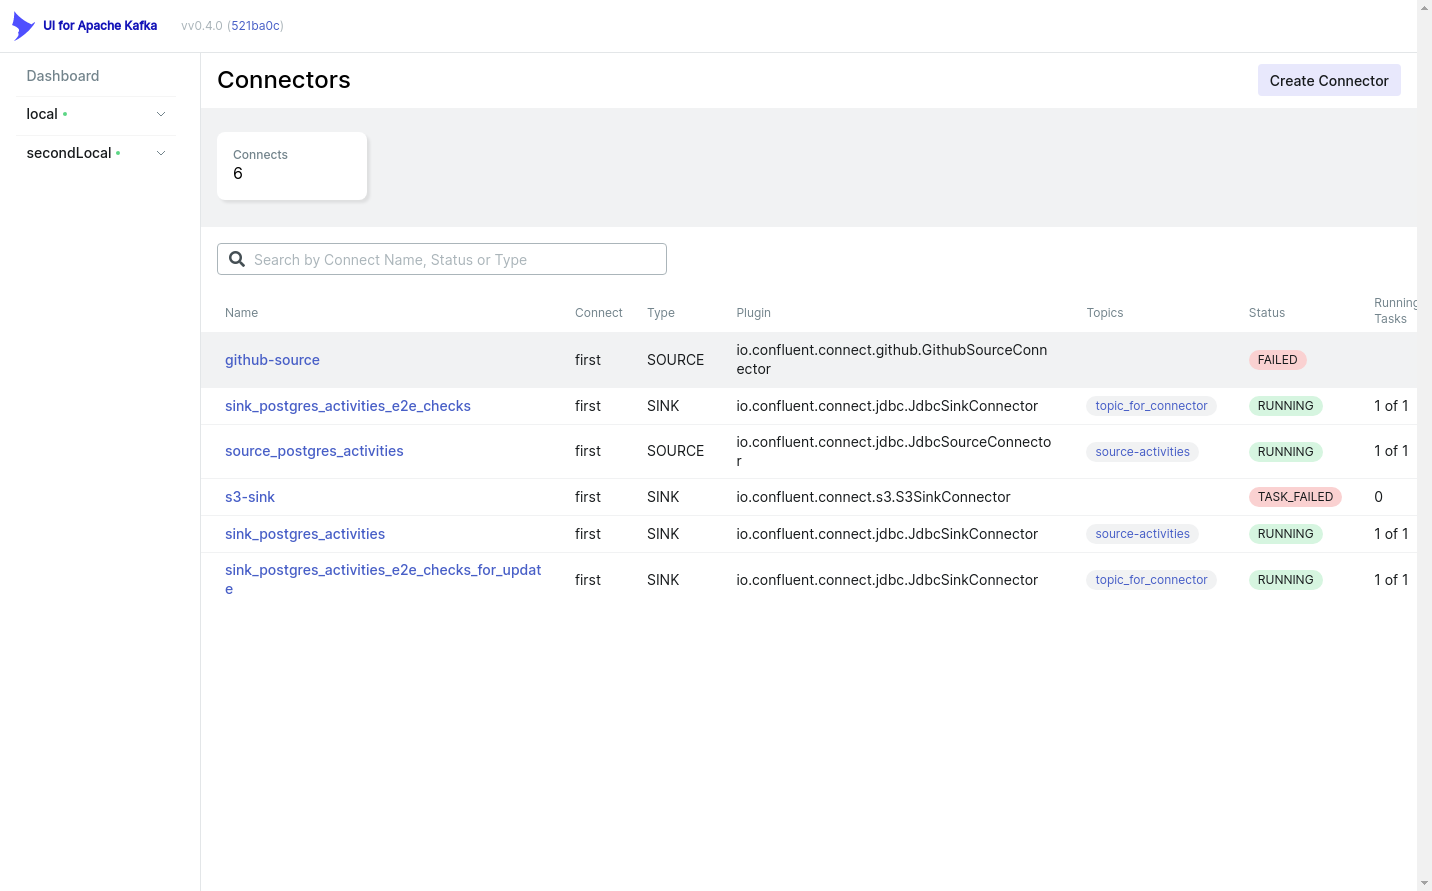 UI for Apache Kafka vv0.4.0 (521ba0c)
Dashboard
local
secondLocal
Connectors
Create Connector
Connects
6
Search by Connect Name, Status or Type
Name Connect Type Plugin Topics Status Running
Tasks
github-source first SOURCE io.confluent.connect.github.GithubSourceConn
ector FAILED
sink_postgres_activities_e2e_checks first SINK io.confluent.connect.jdbc.JdbcSinkConnector topic_for_connector RUNNING 1 of 1
source_postgres_activities first SOURCE io.confluent.connect.jdbc.JdbcSourceConnecto
r source-activities RUNNING 1 of 1
s3-sink first SINK io.confluent.connect.s3.S3SinkConnector TASK_FAILED 0
sink_postgres_activities first SINK io.confluent.connect.jdbc.JdbcSinkConnector source-activities RUNNING 1 of 1
sink_postgres_activities_e2e_checks_for_updat
e first SINK io.confluent.connect.jdbc.JdbcSinkConnector topic_for_connector RUNNING 1 of 1